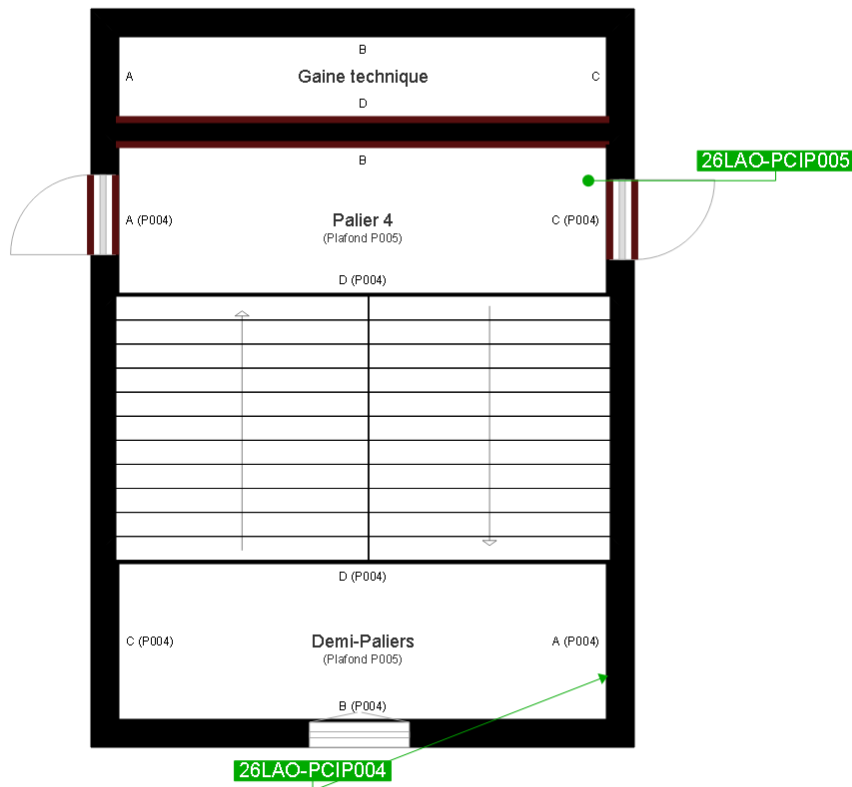 B
A
Gaine technique
C
D
26LAO-PCIP005
B
A (P004)
Palier 4
C (P004)
(Plafond P005)
D (P004)
D (P004)
C (P004)
Demi-Paliers
A (P004)
(Plafond P005)
B (P004)
26LAO-PCIP004